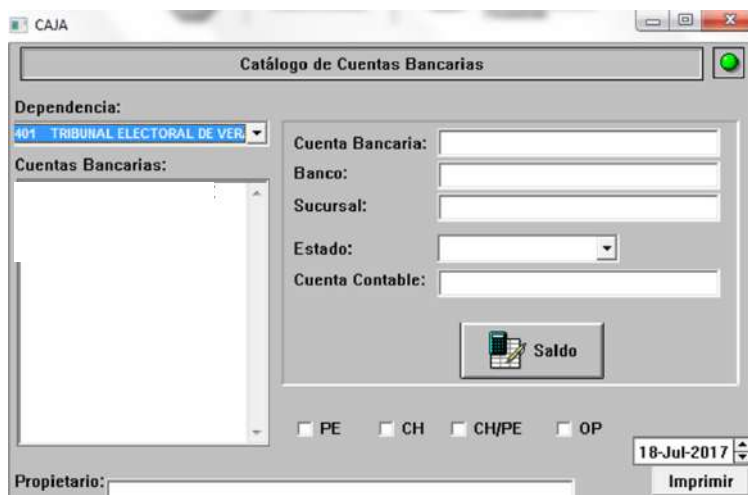 CAJA
Catálogo de Cuentas Bancarias
Dependencia:
401 TRIBUNAL ELECTORAL DE VER
Cuentas Bancarias:
Cuenta Bancaria:
Banco:
Sucursal:
Estado:
Cuenta Contable:
Saldo
PE CH CH/PE OP
18-Jul-2017
Propietario:
Imprimir